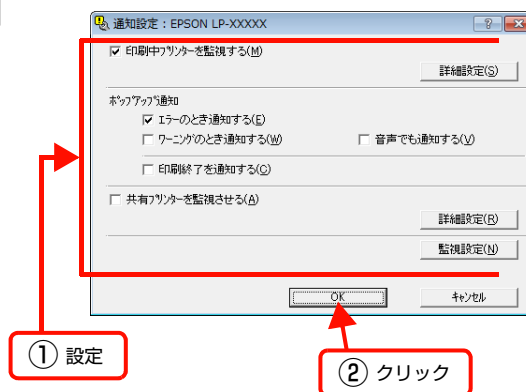 通知設定：EPSON LP-XXXXX
印刷中プリンターを監視する(M)
詳細設定(S)
ポップアップ通知
エラーのとき通知する(E)
ワーニングのとき通知する(W)
音声でも通知する(V)
印刷終了を通知する(C)
共有プリンターを監視させる(A)
詳細設定(R)
監視設定(N)
OK
キャンセル
① 設定
② クリック